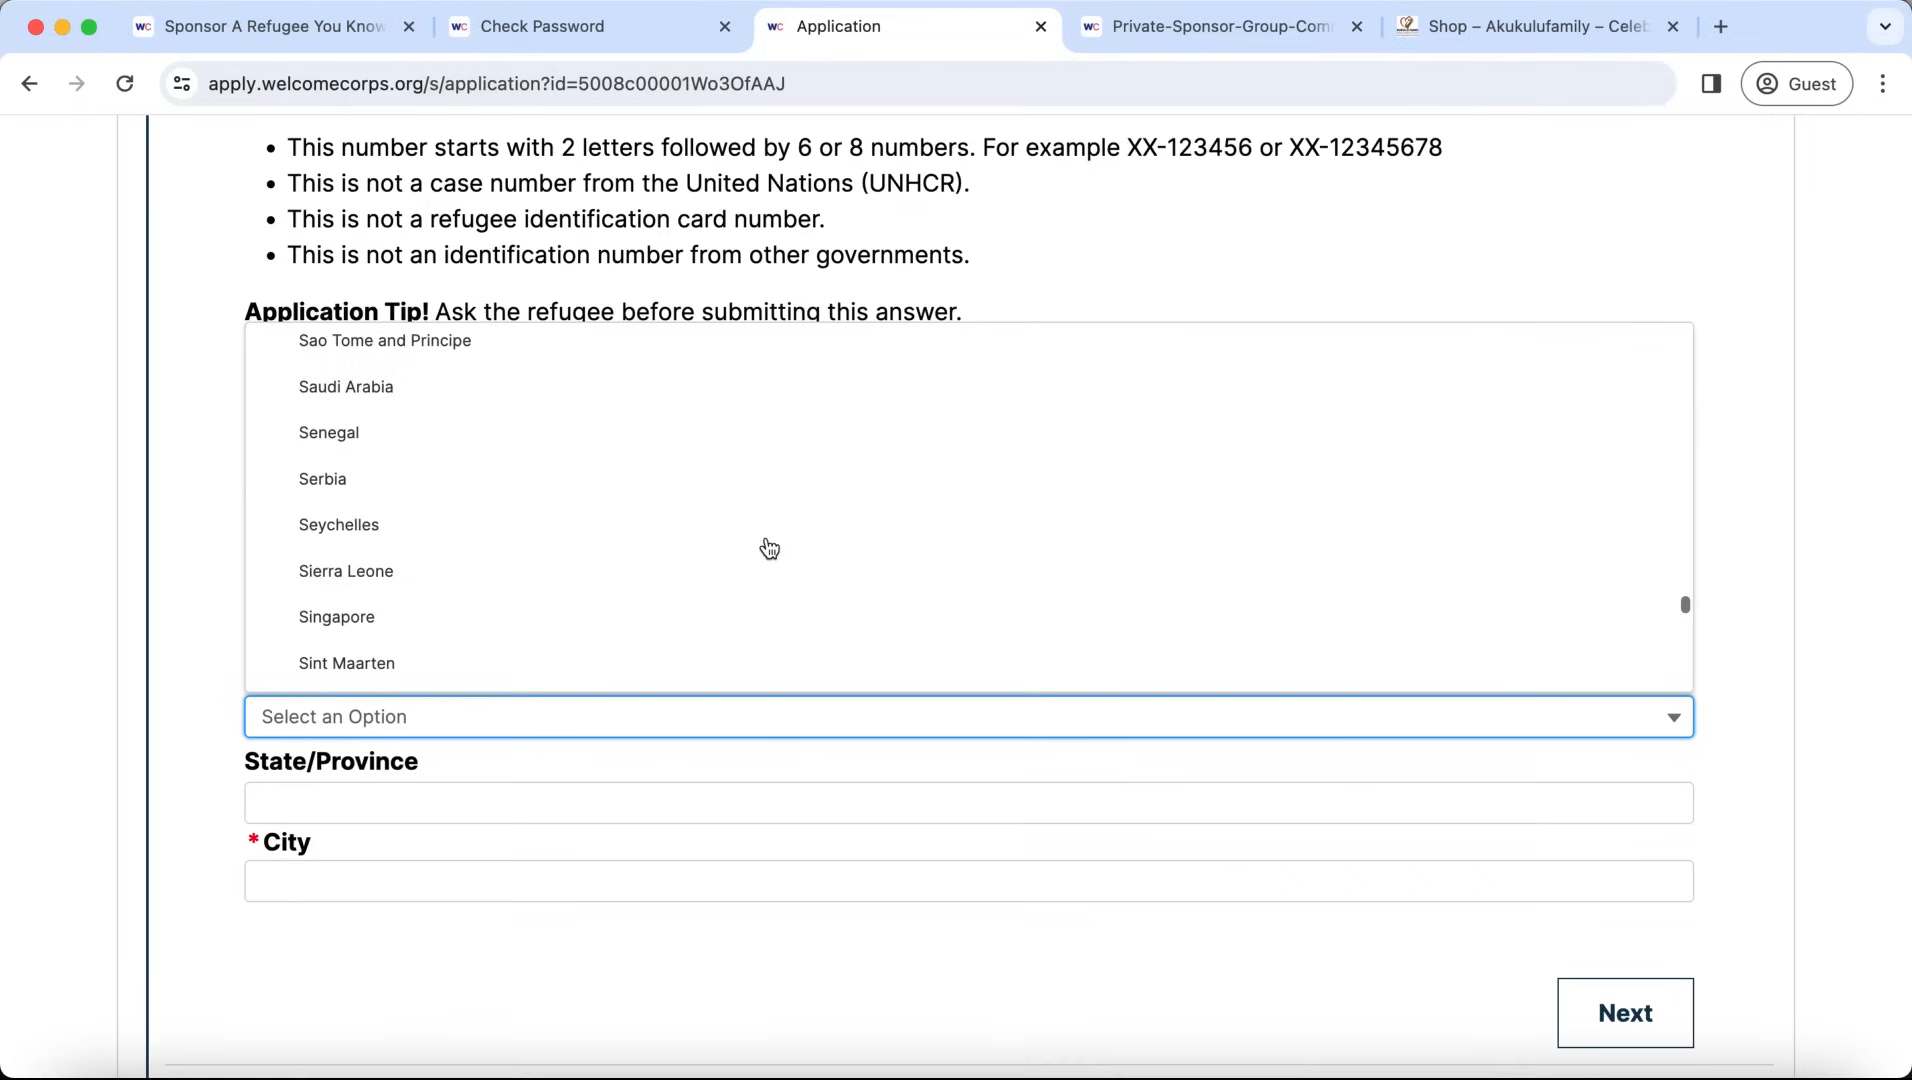 Sponsor A Refugee You Know
Check Password
Application
Private-Sponsor-Group-Com
Shop – Akukulufamily – Celeb
apply.welcomecorps.org/s/application?id=5008c00001Wo3OfAAJ
Guest
• This number starts with 2 letters followed by 6 or 8 numbers. For example XX-123456 or XX-12345678
• This is not a case number from the United Nations (UNHCR).
• This is not a refugee identification card number.
• This is not an identification number from other governments.
Application Tip! Ask the refugee before submitting this answer.
Sao Tome and Principe
Saudi Arabia
Senegal
Serbia
Seychelles
Sierra Leone
Singapore
Sint Maarten
Select an Option
State/Province
* City
Next